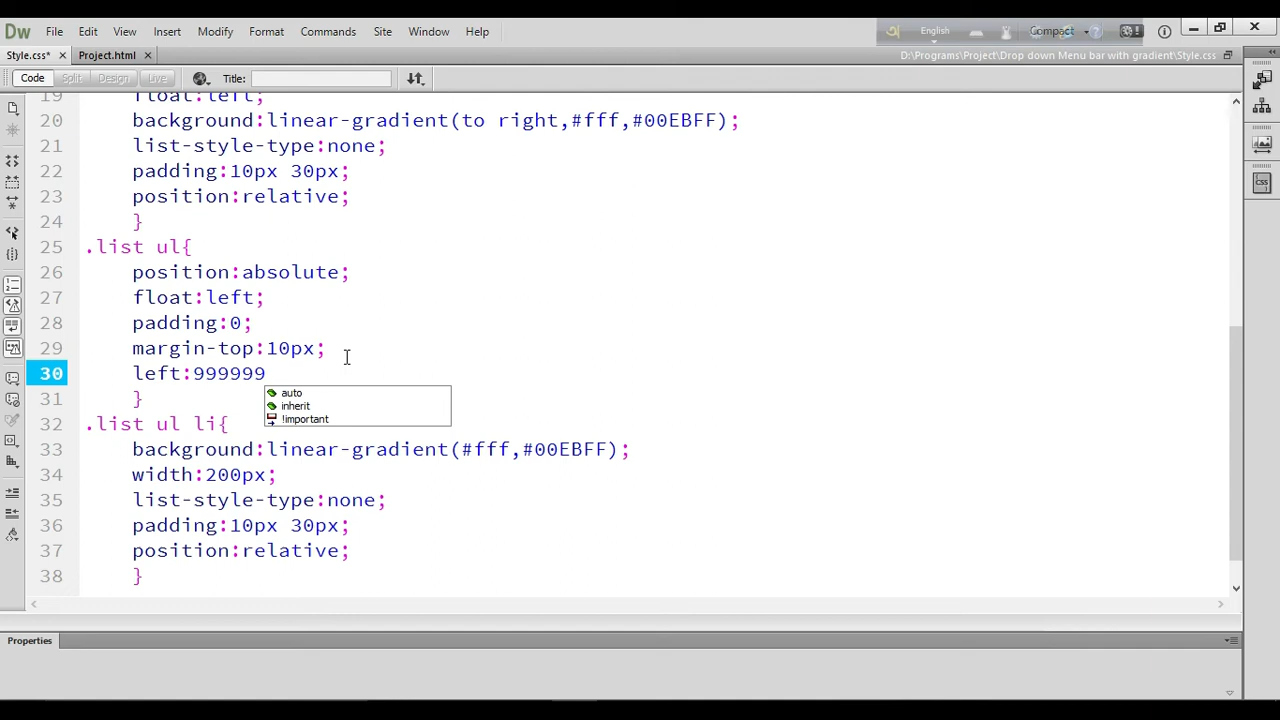 Dw File Edit View Insert Modify Format Commands Site Window Help English Compact
Style.css* Project.html D:\Programs\Project\Drop down Menu bar with gradient\Style.css
Code Split Design Live Title:
19 float:left;
20 background:linear-gradient(to right,#fff,#00EBFF);
21 list-style-type:none;
22 padding:10px 30px;
23 position:relative;
24 }
25 .list ul{
26 position:absolute;
27 float:left;
28 padding:0;
29 margin-top:10px;
30 left:999999
auto
31 }
inherit
!important
32 .list ul li{
33 background:linear-gradient(#fff,#00EBFF);
34 width:200px;
35 list-style-type:none;
36 padding:10px 30px;
37 position:relative;
38 }
Properties